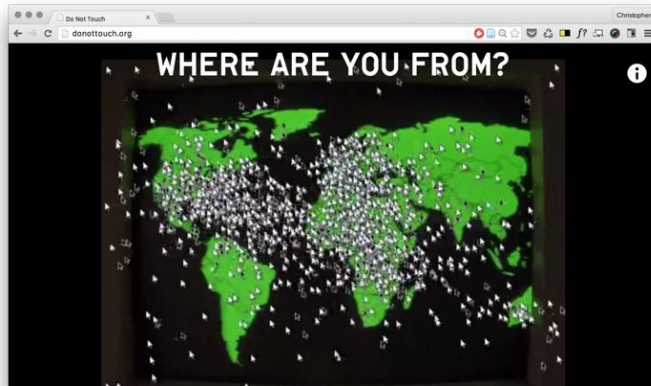 Do Not Touch
Christopher
donottouch.org
f?
WHERE ARE YOU FROM?
i